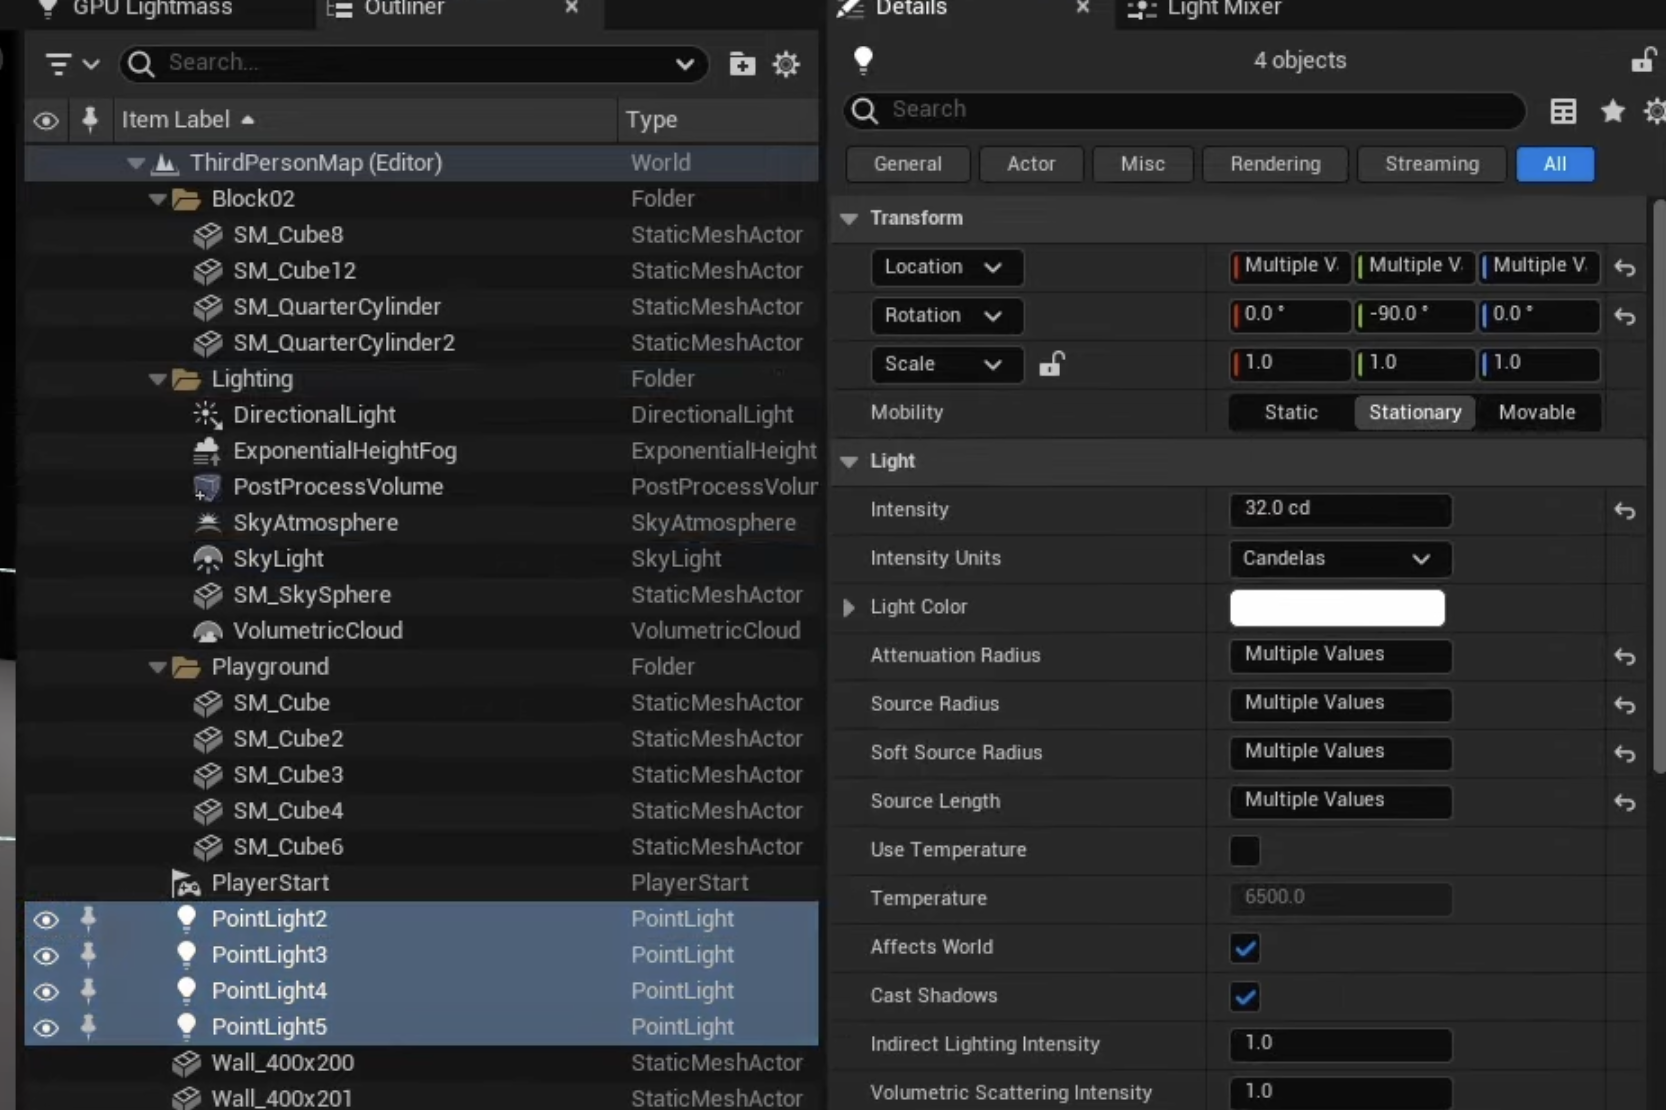 GPU Lightmass
Outliner
Search...
Item Label
Type
ThirdPersonMap (Editor) World
Block02 Folder
SM_Cube8 StaticMeshActor
SM_Cube12 StaticMeshActor
SM_QuarterCylinder StaticMeshActor
SM_QuarterCylinder2 StaticMeshActor
Lighting Folder
DirectionalLight DirectionalLight
ExponentialHeightFog ExponentialHeight
PostProcessVolume PostProcessVolur
SkyAtmosphere SkyAtmosphere
SkyLight SkyLight
SM_SkySphere StaticMeshActor
VolumetricCloud VolumetricCloud
Playground Folder
SM_Cube StaticMeshActor
SM_Cube2 StaticMeshActor
SM_Cube3 StaticMeshActor
SM_Cube4 StaticMeshActor
SM_Cube6 StaticMeshActor
PlayerStart PlayerStart
PointLight2 PointLight
PointLight3 PointLight
PointLight4 PointLight
PointLight5 PointLight
Wall_400x200 StaticMeshActor
Wall_400x201 StaticMeshActor
Details
Light Mixer
4 objects
Search
General Actor Misc Rendering Streaming All
Transform
Location Multiple V. Multiple V. Multiple V.
Rotation 0.0 ° -90.0 ° 0.0 °
Scale 1.0 1.0 1.0
Mobility Static Stationary Movable
Light
Intensity 32.0 cd
Intensity Units Candelas
Light Color
Attenuation Radius Multiple Values
Source Radius Multiple Values
Soft Source Radius Multiple Values
Source Length Multiple Values
Use Temperature
Temperature 6500.0
Affects World
Cast Shadows
Indirect Lighting Intensity 1.0
Volumetric Scattering Intensity 1.0